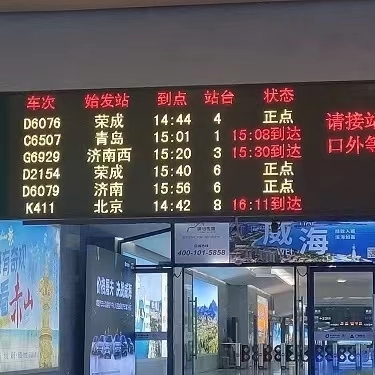 车次 始发站 到点 站台 状态
D6076 荣成 14:44 4 正点
C6507 青岛 15:01 1 15:08到达
G6929 济南西 15:20 3 15:30到达
D2154 荣成 15:40 6 正点
D6079 济南 15:56 6 正点
K411 北京 14:42 8 16:11到达
请接站
口外等
威海
400-101-5858
赤山